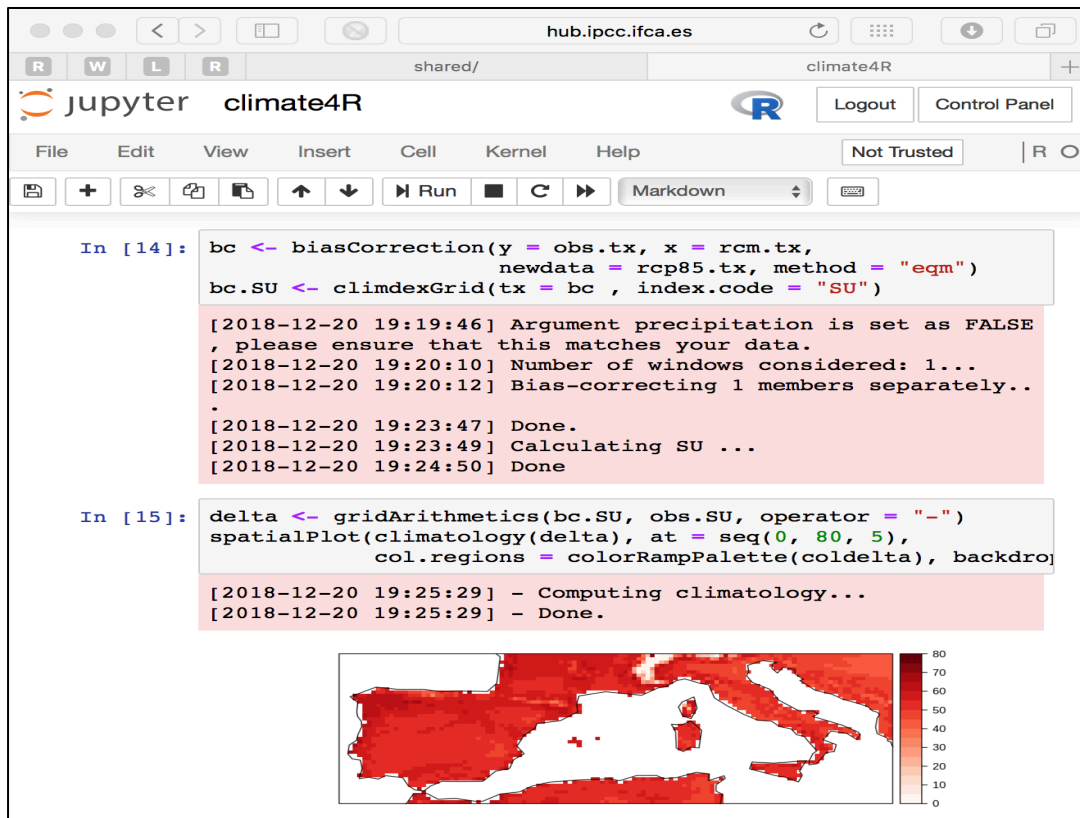 hub.ipcc.ifca.es
R W L R shared/ climate4R +
jupyter climate4R R Logout Control Panel
File Edit View Insert Cell Kernel Help Not Trusted | R O
Run Markdown
In [14]: bc <- biasCorrection(y = obs.tx, x = rcm.tx,
newdata = rcp85.tx, method = "eqm")
bc.SU <- climdexGrid(tx = bc , index.code = "SU")
[2018-12-20 19:19:46] Argument precipitation is set as FALSE
, please ensure that this matches your data.
[2018-12-20 19:20:10] Number of windows considered: 1...
[2018-12-20 19:20:12] Bias-correcting 1 members separately..
.
[2018-12-20 19:23:47] Done.
[2018-12-20 19:23:49] Calculating SU ...
[2018-12-20 19:24:50] Done
In [15]: delta <- gridArithmetics(bc.SU, obs.SU, operator = "-")
spatialPlot(climatology(delta), at = seq(0, 80, 5),
col.regions = colorRampPalette(coldelta), backdrop
[2018-12-20 19:25:29] - Computing climatology...
[2018-12-20 19:25:29] - Done.
80
70
60
50
40
30
20
10
0